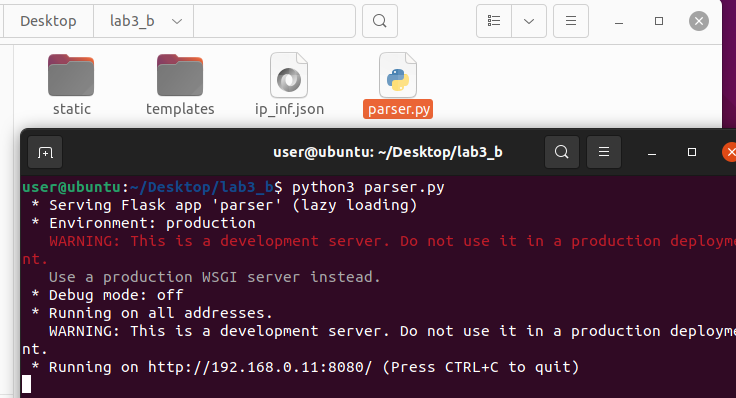 Desktop lab3_b
static templates ip_inf.json parser.py
user@ubuntu: ~/Desktop/lab3_b
user@ubuntu:~/Desktop/lab3_b$ python3 parser.py
* Serving Flask app 'parser' (lazy loading)
* Environment: production
WARNING: This is a development server. Do not use it in a production deployme
nt.
Use a production WSGI server instead.
* Debug mode: off
* Running on all addresses.
WARNING: This is a development server. Do not use it in a production deployme
nt.
* Running on http://192.168.0.11:8080/ (Press CTRL+C to quit)